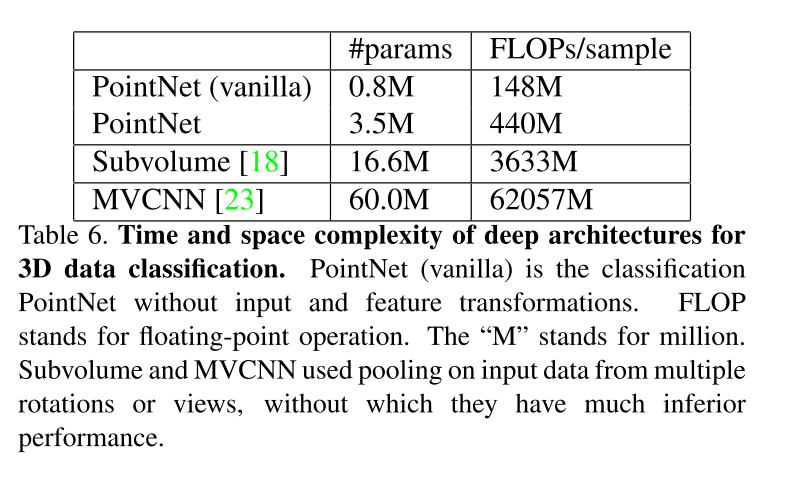 #params FLOPs/sample
PointNet (vanilla) 0.8M 148M
PointNet 3.5M 440M
Subvolume [18] 16.6M 3633M
MVCNN [23] 60.0M 62057M
Table 6. Time and space complexity of deep architectures for
3D data classification. PointNet (vanilla) is the classification
PointNet without input and feature transformations. FLOP
stands for floating-point operation. The “M” stands for million.
Subvolume and MVCNN used pooling on input data from multiple
rotations or views, without which they have much inferior
performance.